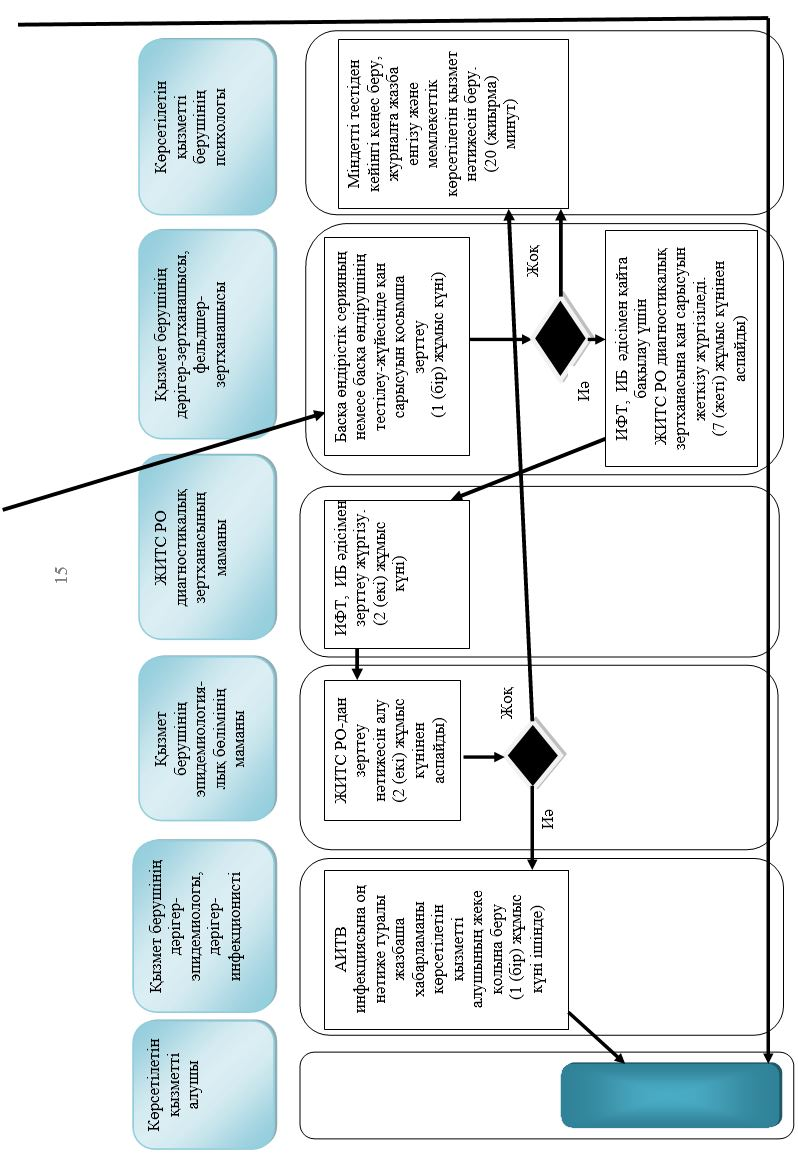 15
Көрсетілетін
қызметті
алушы
Қызмет берушінің
дәрігер-
эпидемиологы,
дәрігер-
инфекционисті
Қызмет
берушінің
эпидемиология-
лық бөлімінің
маманы
ЖИТС РО
диагностикалық
зертханасының
маманы
Қызмет берушінің
дәрігер-зертханашысы,
фельдшер-
зертханашысы
Көрсетілетін
қызметті
берушінің
психологы
АИТВ
инфекциясына оң
нәтиже туралы
жазбаша
хабарламаны
көрсетілетін
қызметті
алушының жеке
қолына беру
(1 (бір) жұмыс
күні ішінде)
ЖИТС РО-дан
зерттеу
нәтижесін алу
(2 (екі) жұмыс
күнінен
аспайды)
Иә
Жоқ
ИФТ, ИБ әдісімен
зерттеу жүргізу.
(2 (екі) жұмыс
күні)
Басқа өндірістік серияның
немесе басқа өндірушінің
тестілеу-жүйесінде қан
сарысуын қосымша
зерттеу
(1 (бір) жұмыс күні)
Иә
Жоқ
ИФТ, ИБ әдісімен қайта
бақылау үшін
ЖИТС РО диагностикалық
зертханасына қан сарысуын
жеткізу жүргізіледі.
(7 (жеті) жұмыс күнінен
аспайды)
Міндетті тестіден
кейінгі кеңес беру,
журналға жазба
енгізу және
мемлекеттік
көрсетілетін қызмет
нәтижесін беру.
(20 (жиырма)
минут)